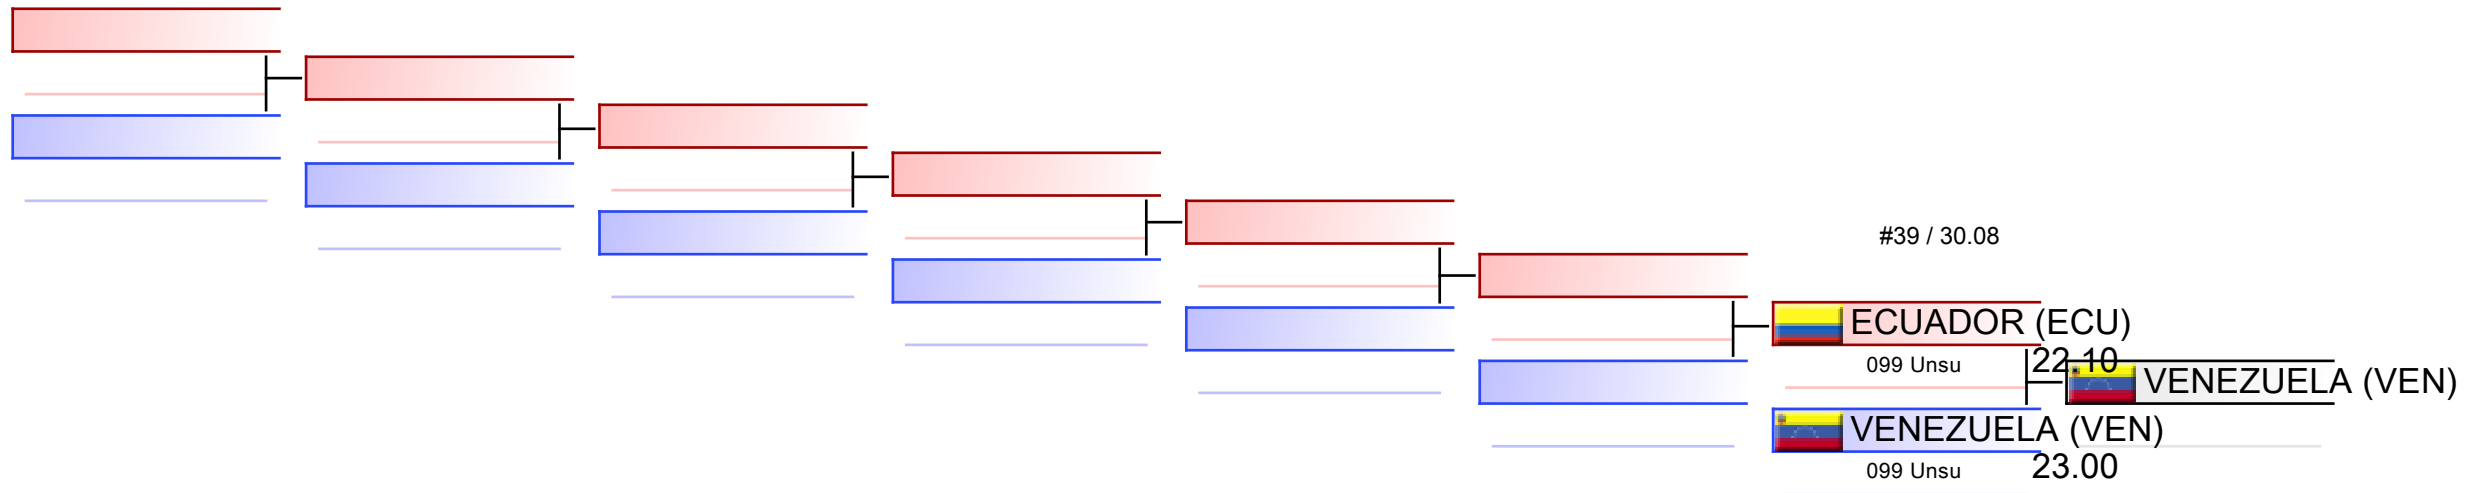 #39 / 30.08
ECUADOR (ECU)
099 Unsu 22.10
VENEZUELA (VEN)
VENEZUELA (VEN)
099 Unsu 23.00